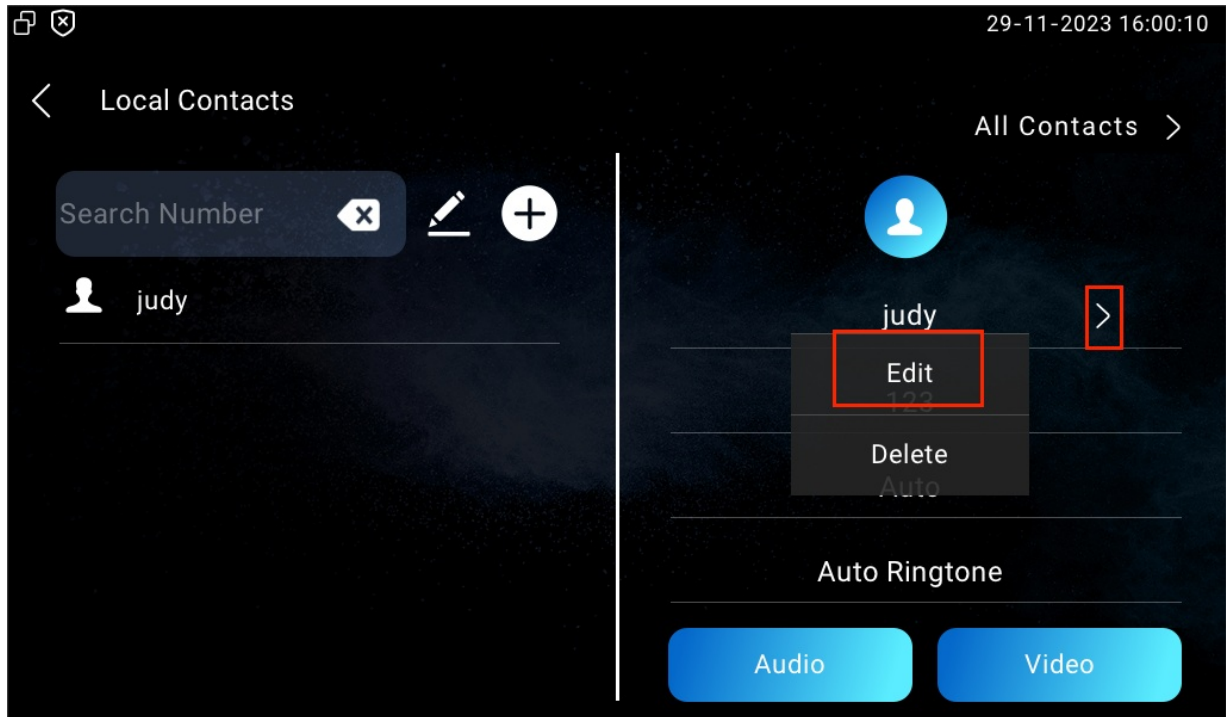 29-11-2023 16:00:10
Local Contacts
All Contacts
Search Number
judy
judy
Edit
123
Delete
Auto
Auto Ringtone
Audio
Video